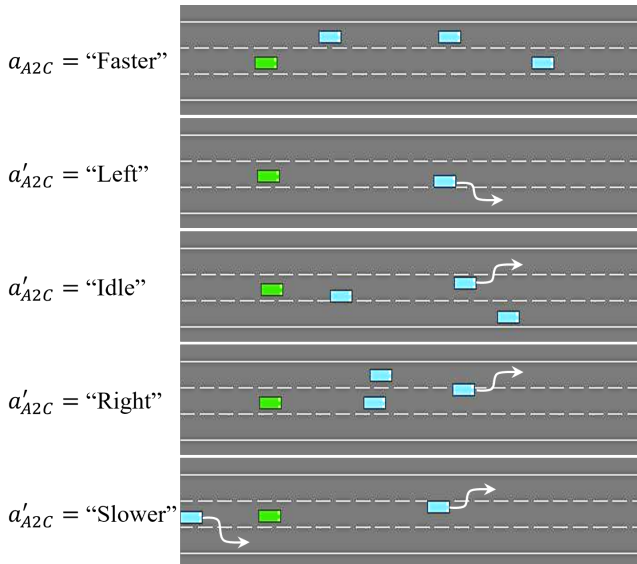 a_{A2C} = “Faster”
a'_{A2C} = “Left”
a'_{A2C} = “Idle”
a'_{A2C} = “Right”
a'_{A2C} = “Slower”